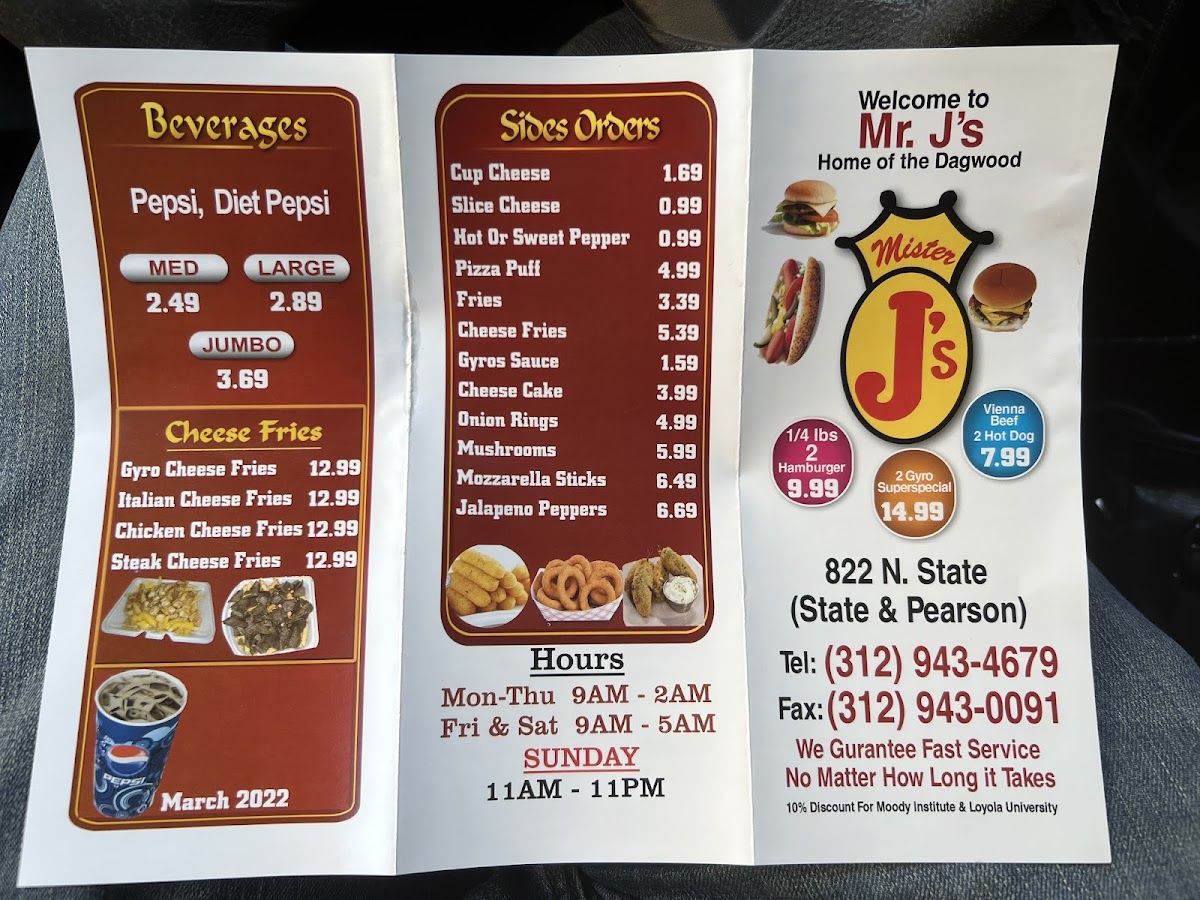 Beverages
Pepsi, Diet Pepsi
MED
LARGE
2.49
2.89
JUMBO
3.69
Cheese Fries
Gyro Cheese Fries 12.99
Italian Cheese Fries 12.99
Chicken Cheese Fries 12.99
Steak Cheese Fries 12.99
PEPSI
March 2022
Sides Orders
Cup Cheese 1.69
Slice Cheese 0.99
Hot Or Sweet Pepper 0.99
Pizza Puff 4.99
Fries 3.39
Cheese Fries 5.39
Gyros Sauce 1.59
Cheese Cake 3.99
Onion Rings 4.99
Mushrooms 5.99
Mozzarella Sticks 6.49
Jalapeno Peppers 6.69
Hours
Mon-Thu 9AM - 2AM
Fri & Sat 9AM - 5AM
SUNDAY
11AM - 11PM
Welcome to
Mr. J's
Home of the Dagwood
Mister
J's
1/4 lbs
2
Hamburger
9.99
2 Gyro
Superspecial
14.99
Vienna
Beef
2 Hot Dog
7.99
822 N. State
(State & Pearson)
Tel: (312) 943-4679
Fax: (312) 943-0091
We Gurantee Fast Service
No Matter How Long it Takes
10% Discount For Moody Institute & Loyola University